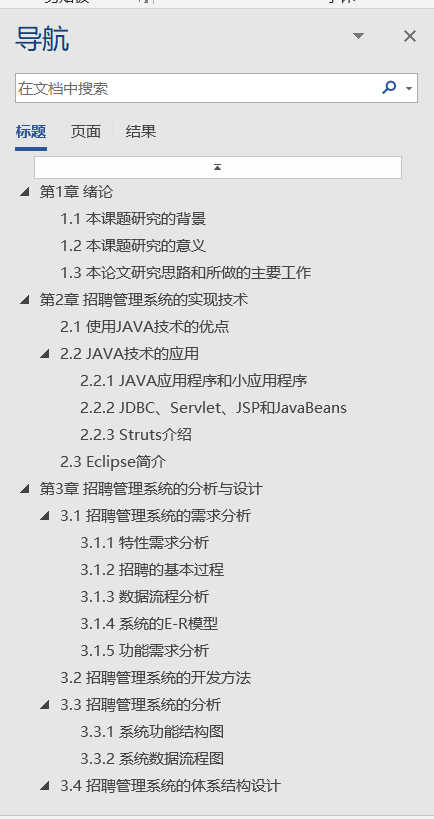 导航
在文档中搜索
标题 页面 结果
第1章 绪论
1.1 本课题研究的背景
1.2 本课题研究的意义
1.3 本论文研究思路和所做的主要工作
第2章 招聘管理系统的实现技术
2.1 使用JAVA技术的优点
2.2 JAVA技术的应用
2.2.1 JAVA应用程序和小应用程序
2.2.2 JDBC、Servlet、JSP和JavaBeans
2.2.3 Struts介绍
2.3 Eclipse简介
第3章 招聘管理系统的分析与设计
3.1 招聘管理系统的需求分析
3.1.1 特性需求分析
3.1.2 招聘的基本过程
3.1.3 数据流程分析
3.1.4 系统的E-R模型
3.1.5 功能需求分析
3.2 招聘管理系统的开发方法
3.3 招聘管理系统的分析
3.3.1 系统功能结构图
3.3.2 系统数据流程图
3.4 招聘管理系统的体系结构设计